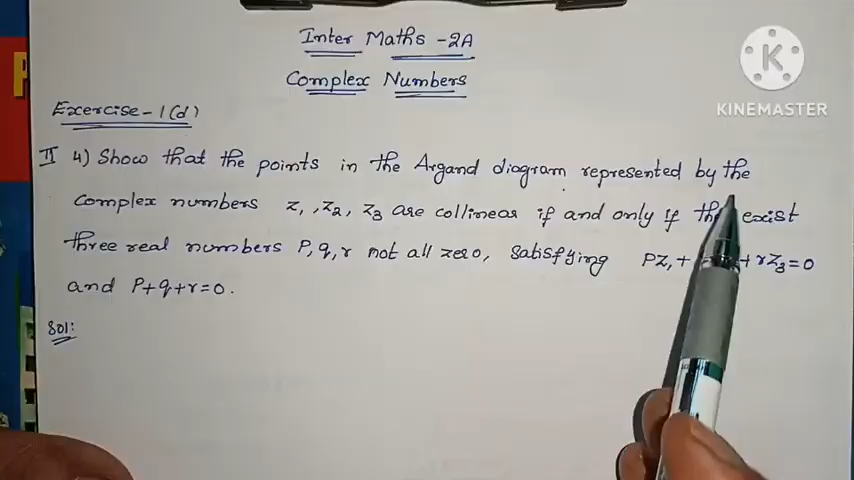 Inter Maths -2A
Complex Numbers
KINEMASTER
Exercise-1(d)
II 4) Show that the points in the Argand diagram represented by the
complex numbers z₁, z₂, z₃ are collinear if and only if exist
three real numbers P, q, r not all zero, satisfying Pz₁+ + rz₃=0
and P+q+r=0.
Sol: